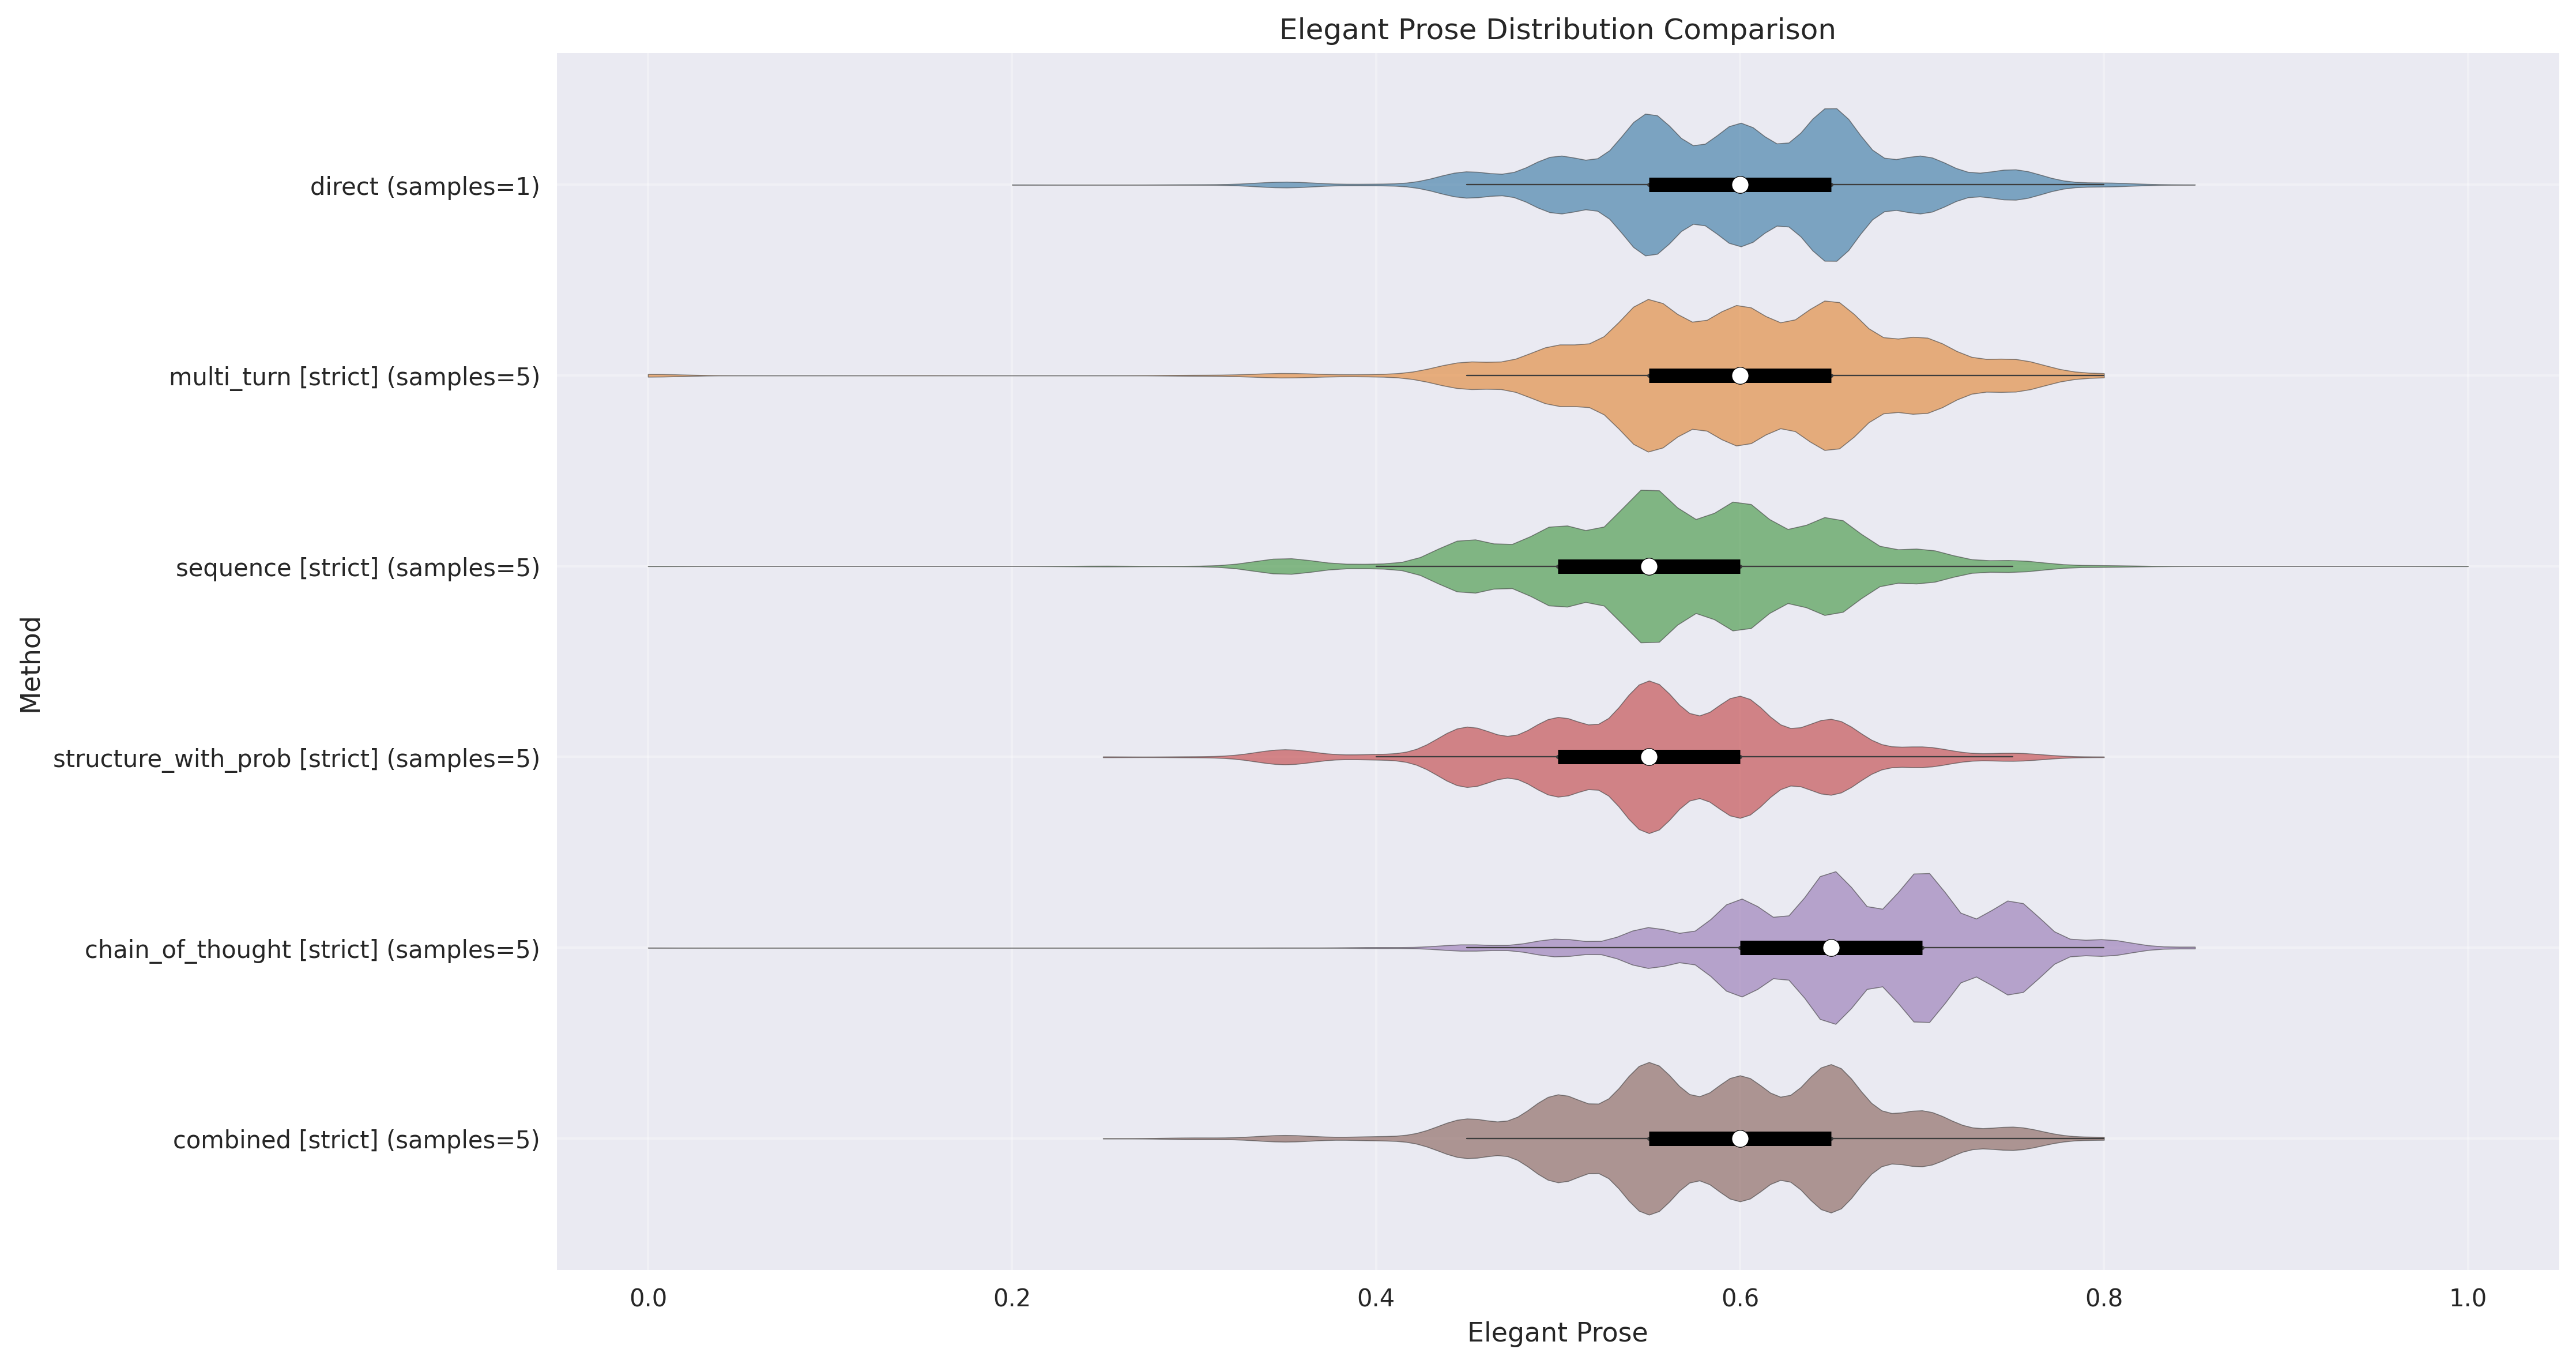 Elegant Prose Distribution Comparison
direct (samples=1)
multi_turn [strict] (samples=5)
sequence [strict] (samples=5)
structure_with_prob [strict] (samples=5)
chain_of_thought [strict] (samples=5)
combined [strict] (samples=5)
Method
0.0 0.2 0.4 0.6 0.8 1.0
Elegant Prose